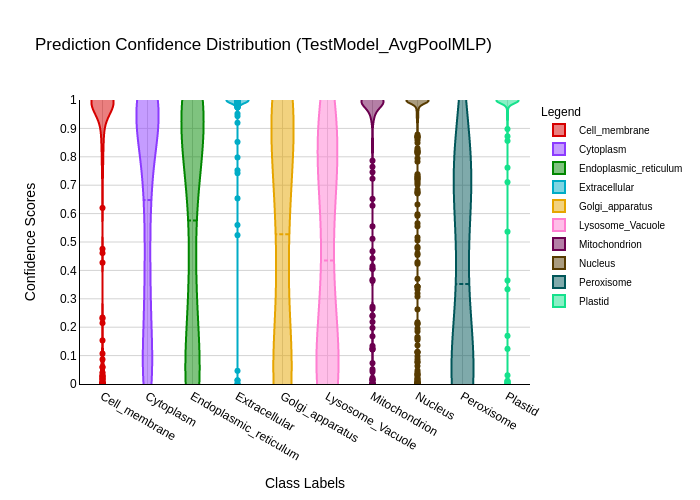 Prediction Confidence Distribution (TestModel_AvgPoolMLP)
Legend
Cell_membrane
Cytoplasm
Endoplasmic_reticulum
Extracellular
Golgi_apparatus
Lysosome_Vacuole
Mitochondrion
Nucleus
Peroxisome
Plastid
Confidence Scores
1
0.9
0.8
0.7
0.6
0.5
0.4
0.3
0.2
0.1
0
Cell_membrane
Cytoplasm
Endoplasmic_reticulum
Extracellular
Golgi_apparatus
Lysosome_Vacuole
Mitochondrion
Nucleus
Peroxisome
Plastid
Class Labels